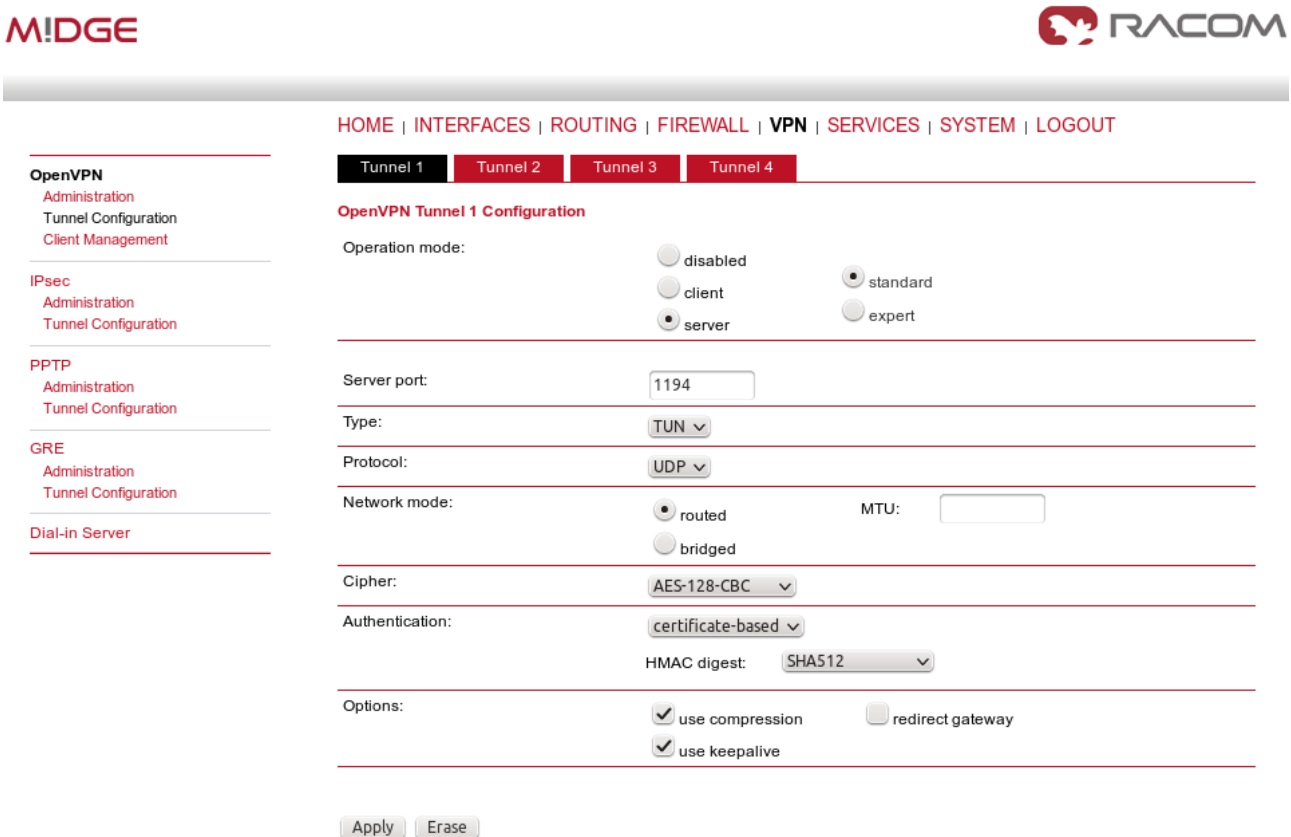 M!DGE
RACOM
HOME | INTERFACES | ROUTING | FIREWALL | VPN | SERVICES | SYSTEM | LOGOUT
OpenVPN
Administration
Tunnel Configuration
Client Management
IPsec
Administration
Tunnel Configuration
PPTP
Administration
Tunnel Configuration
GRE
Administration
Tunnel Configuration
Dial-in Server
Tunnel 1 Tunnel 2 Tunnel 3 Tunnel 4
OpenVPN Tunnel 1 Configuration
Operation mode:
disabled
client
server
standard
expert
Server port: 1194
Type: TUN
Protocol: UDP
Network mode:
routed
MTU:
bridged
Cipher: AES-128-CBC
Authentication: certificate-based
HMAC digest: SHA512
Options:
use compression
redirect gateway
use keepalive
Apply Erase